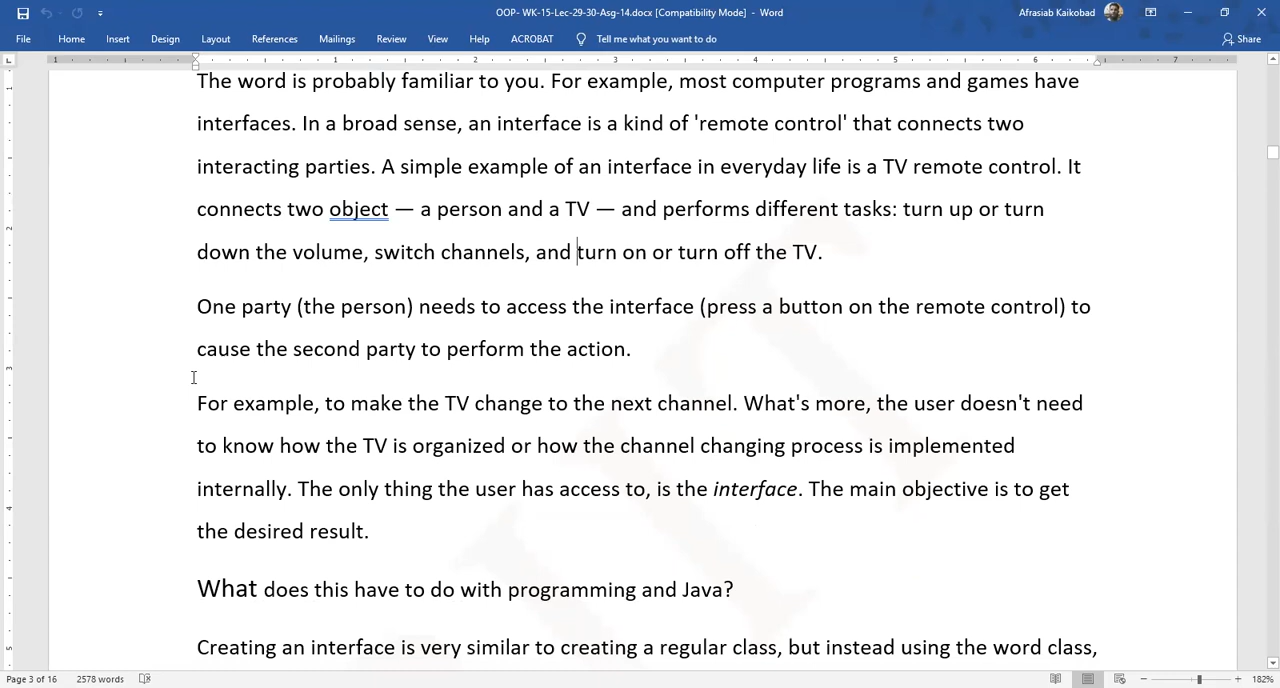 OOP- WK-15-Lec-29-30-Asg-14.docx [Compatibility Mode] - Word
Afrasiab Kaikobad
File Home Insert Design Layout References Mailings Review View Help ACROBAT Tell me what you want to do Share
1 1 2 3 4 5 6 7
The word is probably familiar to you. For example, most computer programs and games have
interfaces. In a broad sense, an interface is a kind of 'remote control' that connects two
interacting parties. A simple example of an interface in everyday life is a TV remote control. It
connects two object — a person and a TV — and performs different tasks: turn up or turn
down the volume, switch channels, and turn on or turn off the TV.
One party (the person) needs to access the interface (press a button on the remote control) to
cause the second party to perform the action.
For example, to make the TV change to the next channel. What's more, the user doesn't need
to know how the TV is organized or how the channel changing process is implemented
internally. The only thing the user has access to, is the interface. The main objective is to get
the desired result.
What does this have to do with programming and Java?
Creating an interface is very similar to creating a regular class, but instead using the word class,
Page 3 of 16 2578 words 182%